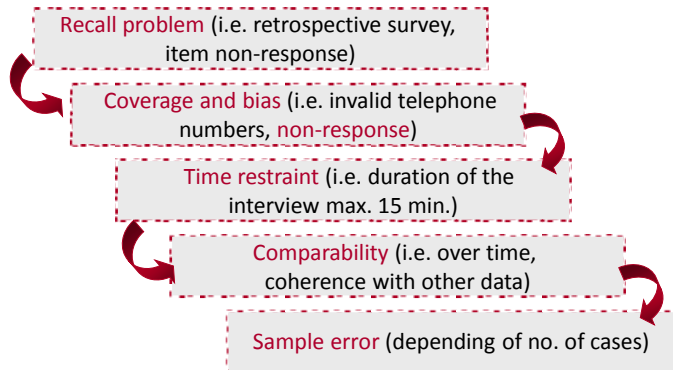 Recall problem (i.e. retrospective survey,
item non-response)
Coverage and bias (i.e. invalid telephone
numbers, non-response)
Time restraint (i.e. duration of the
interview max. 15 min.)
Comparability (i.e. over time,
coherence with other data)
Sample error (depending of no. of cases)